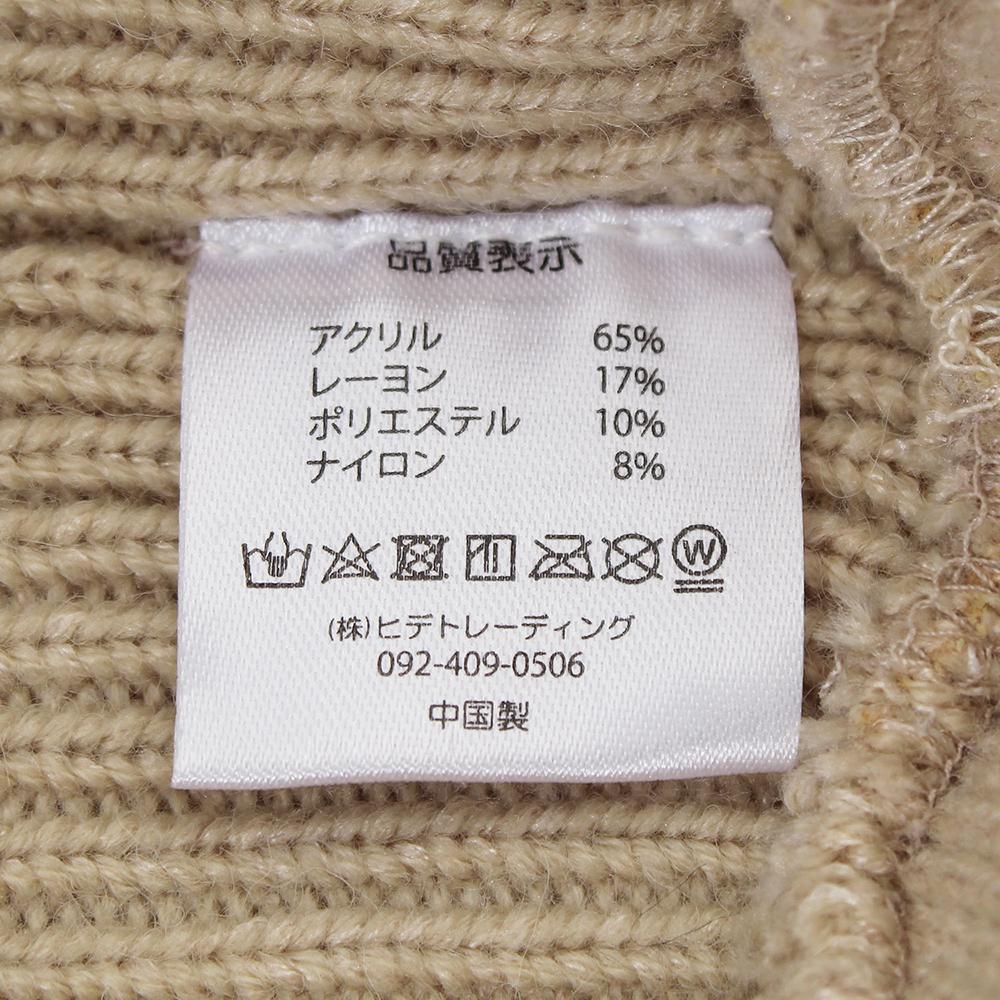 品質表示
アクリル 65%
レーヨン 17%
ポリエステル 10%
ナイロン 8%
W
(株)ヒデトレーディング
092-409-0506
中国製